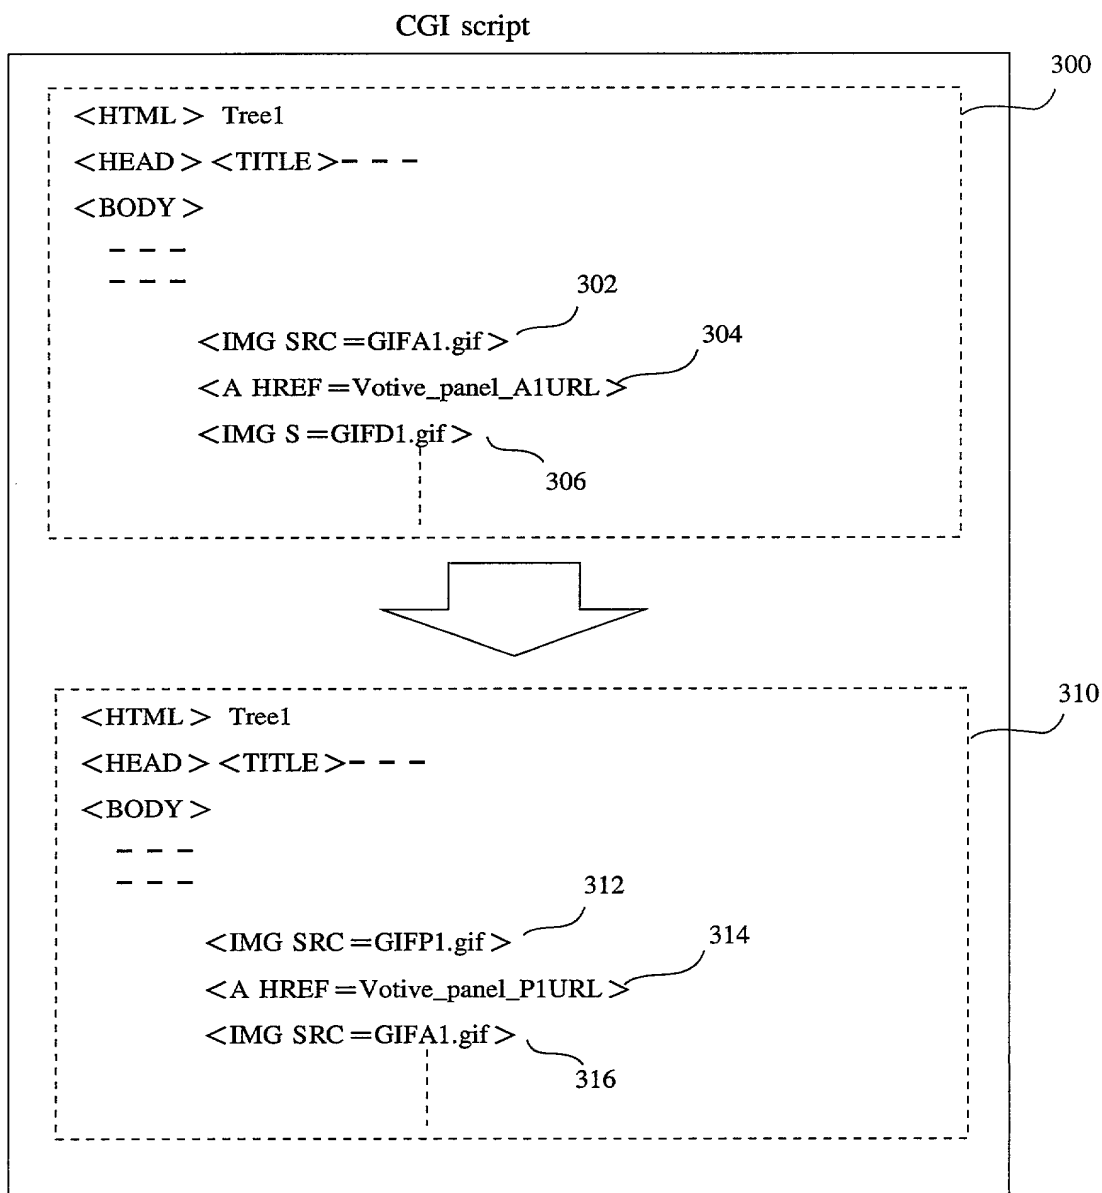 CGI script
300
<HTML> Tree1
<HEAD> <TITLE>- - -
<BODY>
- - -
- - -
302
<IMG SRC=GIFA1.gif>
304
<A HREF=Votive_panel_A1URL>
<IMG S=GIFD1.gif>
306
310
<HTML> Tree1
<HEAD> <TITLE>- - -
<BODY>
- - -
- - -
312
<IMG SRC=GIFP1.gif>
314
<A HREF=Votive_panel_P1URL>
<IMG SRC=GIFA1.gif>
316